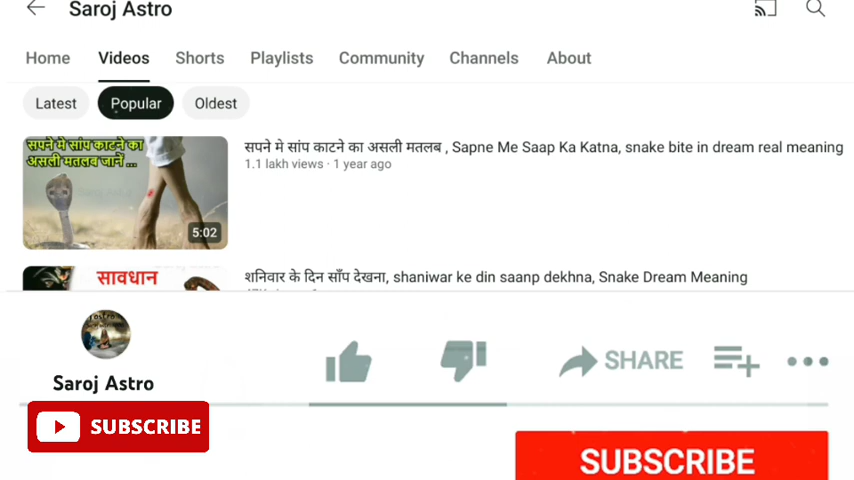 Saroj Astro
Home Videos Shorts Playlists Community Channels About
Latest Popular Oldest
सपने मे सांप काटने का
असली मतलब जानें ...
5:02
सपने मे सांप काटने का असली मतलब , Sapne Me Saap Ka Katna, snake bite in dream real meaning
1.1 lakh views · 1 year ago
सावधान
शनिवार के दिन साँप देखना, shaniwar ke din saanp dekhna, Snake Dream Meaning
Saroj Astro
SHARE
SUBSCRIBE
SUBSCRIBE